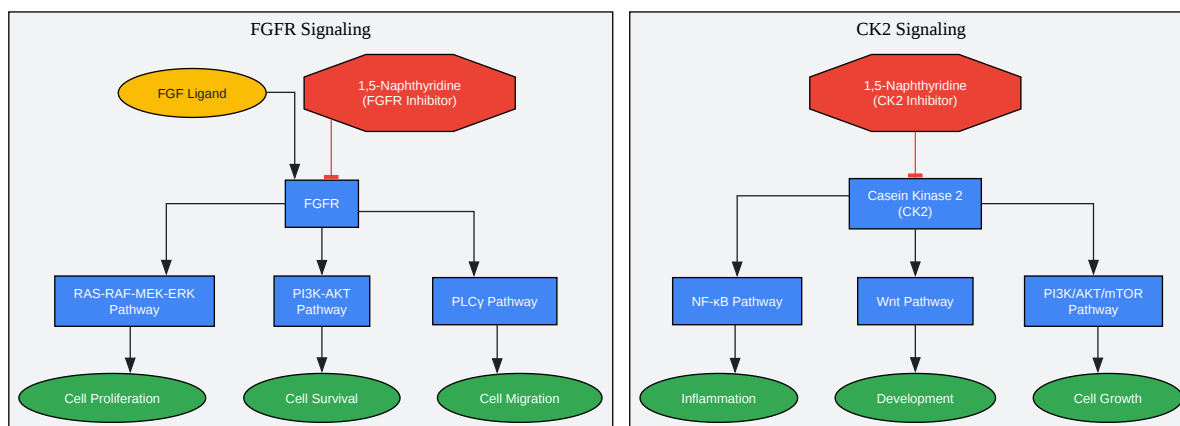 FGFR Signaling
FGF Ligand
1,5-Naphthyridine
(FGFR Inhibitor)
FGFR
RAS-RAF-MEK-ERK
Pathway
PI3K-AKT
Pathway
PLCγ Pathway
Cell Proliferation
Cell Survival
Cell Migration
CK2 Signaling
1,5-Naphthyridine
(CK2 Inhibitor)
Casein Kinase 2
(CK2)
NF-κB Pathway
Wnt Pathway
PI3K/AKT/mTOR
Pathway
Inflammation
Development
Cell Growth